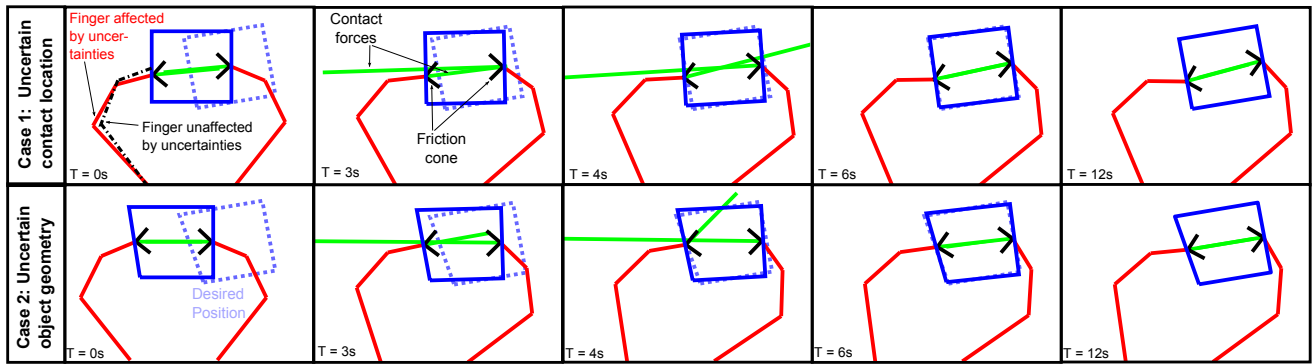 Case 1: Uncertain
contact location
Finger affected
by uncer-
tainties
Finger unaffected
by uncertainties
T = 0s
Contact
forces
Friction
cone
T = 3s
T = 4s
T = 6s
T = 12s
Case 2: Uncertain
object geometry
Desired
Position
T = 0s
T = 3s
T = 4s
T = 6s
T = 12s